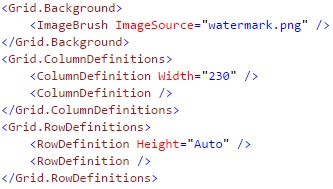 <Grid.Background>
    <ImageBrush ImageSource="watermark.png" />
</Grid.Background>
<Grid.ColumnDefinitions>
    <ColumnDefinition Width="230" />
    <ColumnDefinition />
</Grid.ColumnDefinitions>
<Grid.RowDefinitions>
    <RowDefinition Height="Auto" />
    <RowDefinition />
</Grid.RowDefinitions>